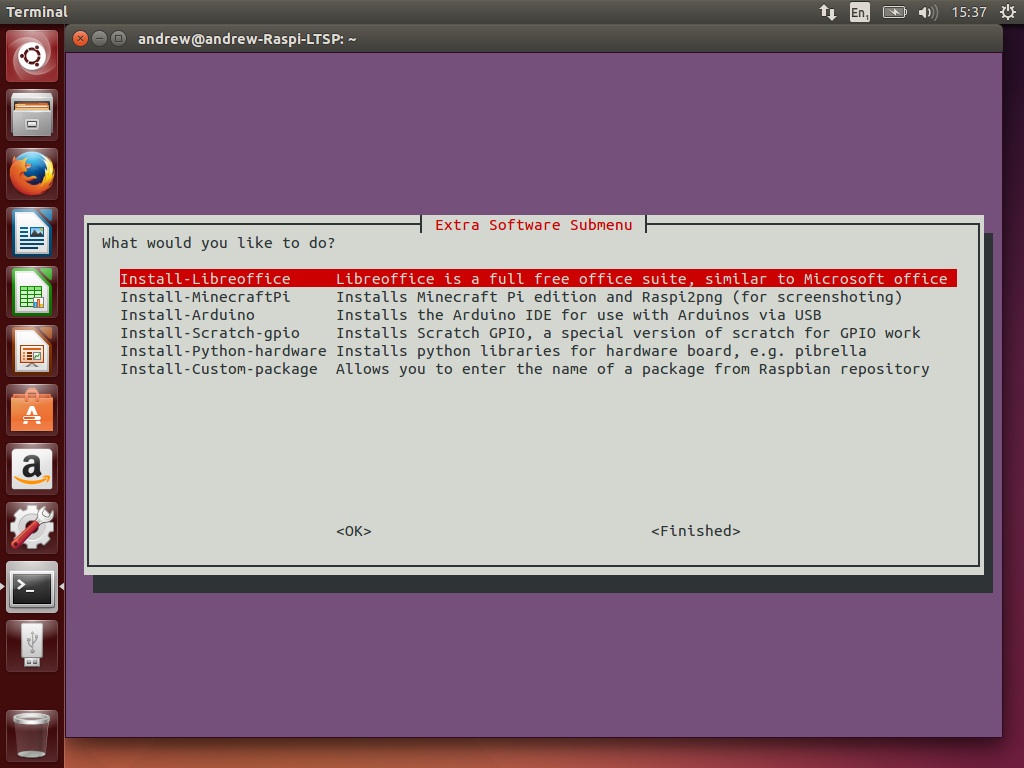 Terminal
En1
15:37
andrew@andrew-Raspi-LTSP: ~
Extra Software Submenu
What would you like to do?
Install-Libreoffice Libreoffice is a full free office suite, similar to Microsoft office
Install-MinecraftPi Installs Minecraft Pi edition and Raspi2png (for screenshoting)
Install-Arduino Installs the Arduino IDE for use with Arduinos via USB
Install-Scratch-gpio Installs Scratch GPIO, a special version of scratch for GPIO work
Install-Python-hardware Installs python libraries for hardware board, e.g. pibrella
Install-Custom-package Allows you to enter the name of a package from Raspbian repository
<OK> <Finished>